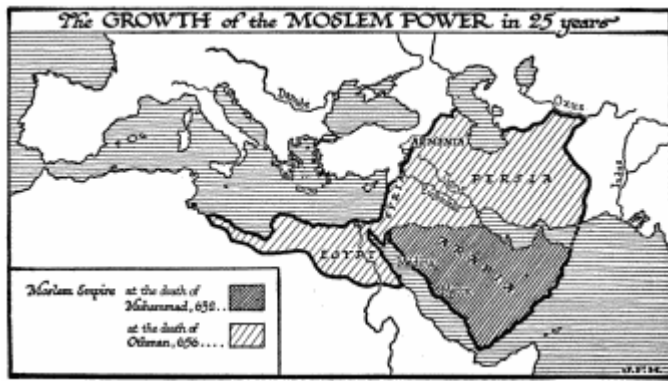 The GROWTH of the MOSLEM POWER in 25 years
Danube
Oxus
ARMENIA
PERSIA
SYRIA
Indus
EGYPT
ARABIA
Moslem Empire at the death of
Muhammad, 632..
at the death of
Othman, 656....